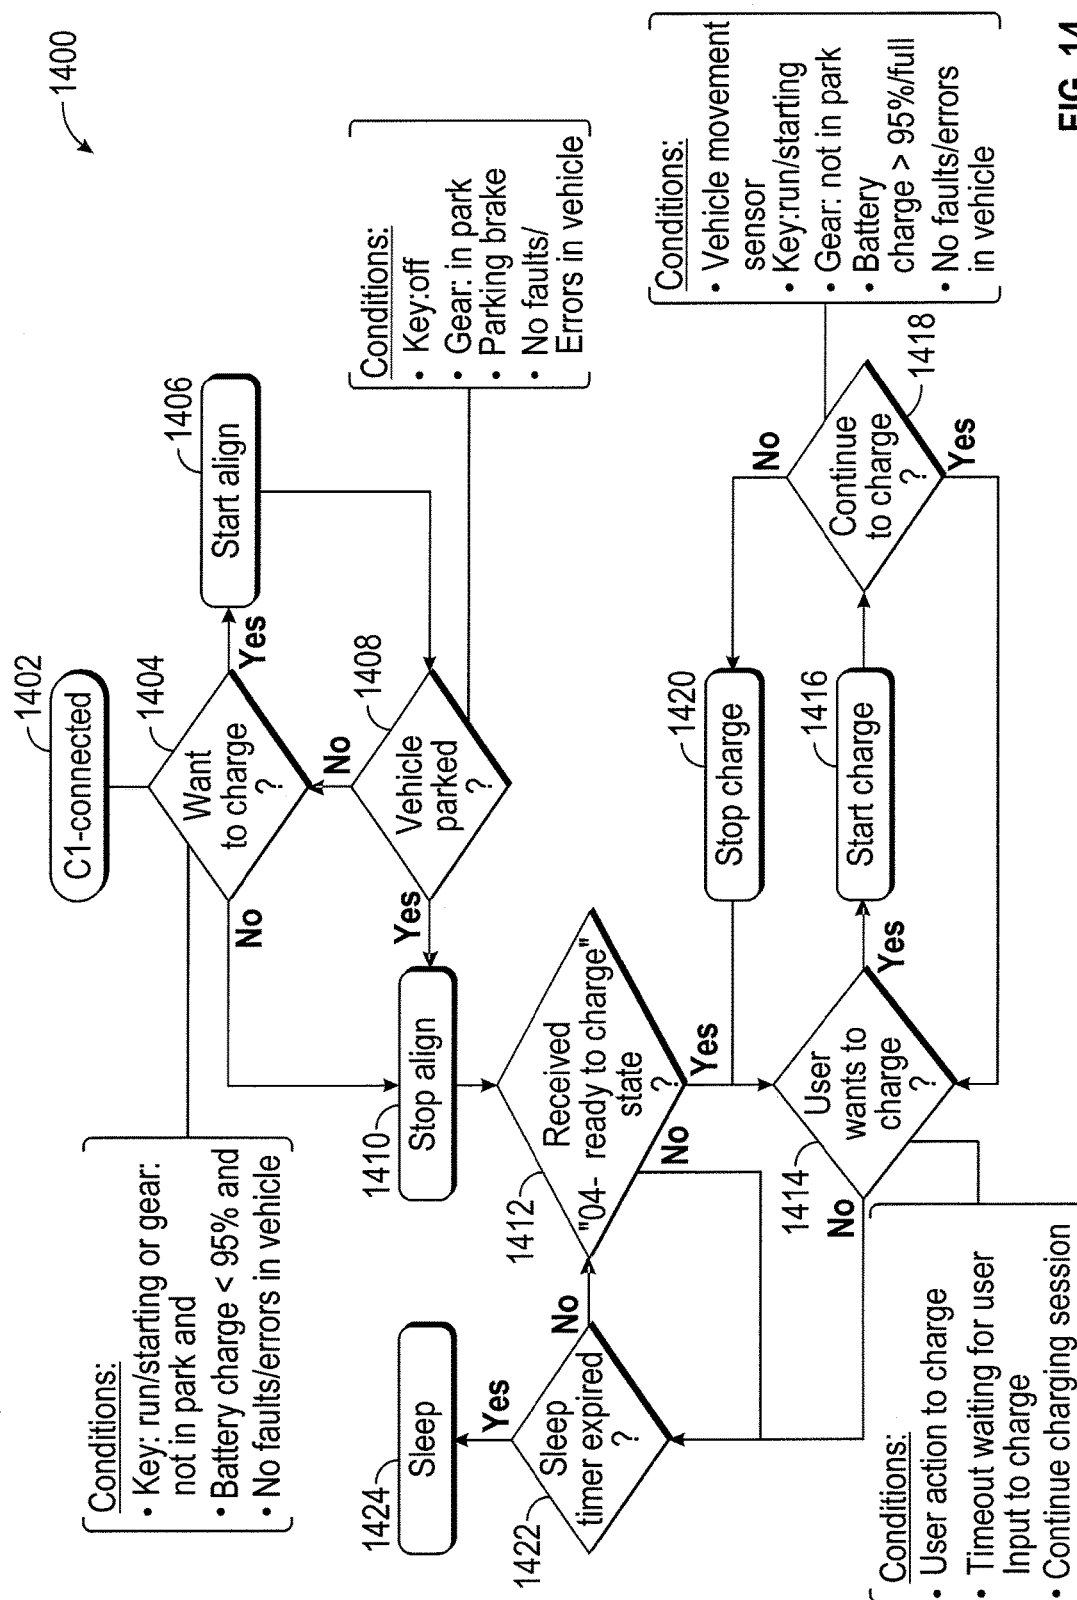 1400
C1-connected
1402
Conditions:
• Key: run/starting or gear:
not in park and
• Battery charge < 95% and
• No faults/errors in vehicle
Want
to charge
?
1404
No
Yes
Start align
1406
Vehicle
parked
?
1408
No
Yes
Conditions:
• Key:off
• Gear: in park
• Parking brake
• No faults/
Errors in vehicle
Stop align
1410
Received
"04- ready to charge"
state
?
1412
No
Yes
Sleep
timer expired
?
1422
No
Yes
Sleep
1424
User
wants to
charge
?
1414
No
Yes
Conditions:
• User action to charge
• Timeout waiting for user
Input to charge
• Continue charging session
Start charge
1416
Stop charge
1420
Continue
to charge
?
1418
No
Yes
Conditions:
• Vehicle movement
sensor
• Key:run/starting
• Gear: not in park
• Battery
charge > 95%/full
• No faults/errors
in vehicle
FIG. 14